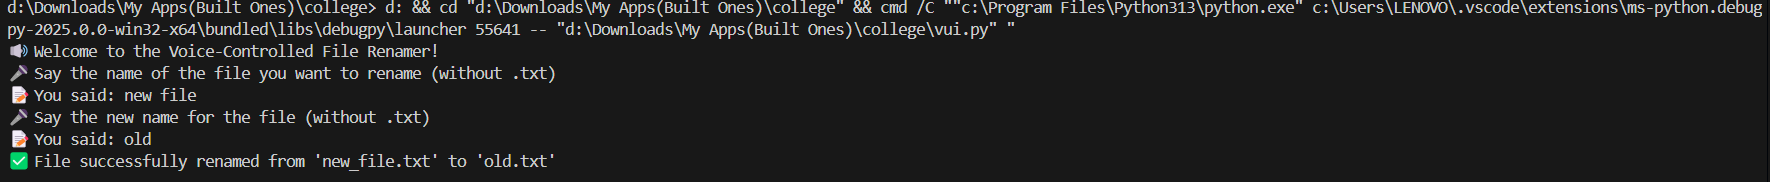 d:\Downloads\My Apps(Built Ones)\college> d: && cd "d:\Downloads\My Apps(Built Ones)\college" && cmd /C ""c:\Program Files\Python313\python.exe" c:\Users\LENOVO\.vscode\extensions\ms-python.debug
py-2025.0.0-win32-x64\bundled\libs\debugpy\launcher 55641 -- "d:\Downloads\My Apps(Built Ones)\college\vui.py" "
🔊 Welcome to the Voice-Controlled File Renamer!
🎤 Say the name of the file you want to rename (without .txt)
📝 You said: new file
🎤 Say the new name for the file (without .txt)
📝 You said: old
✅ File successfully renamed from 'new_file.txt' to 'old.txt'